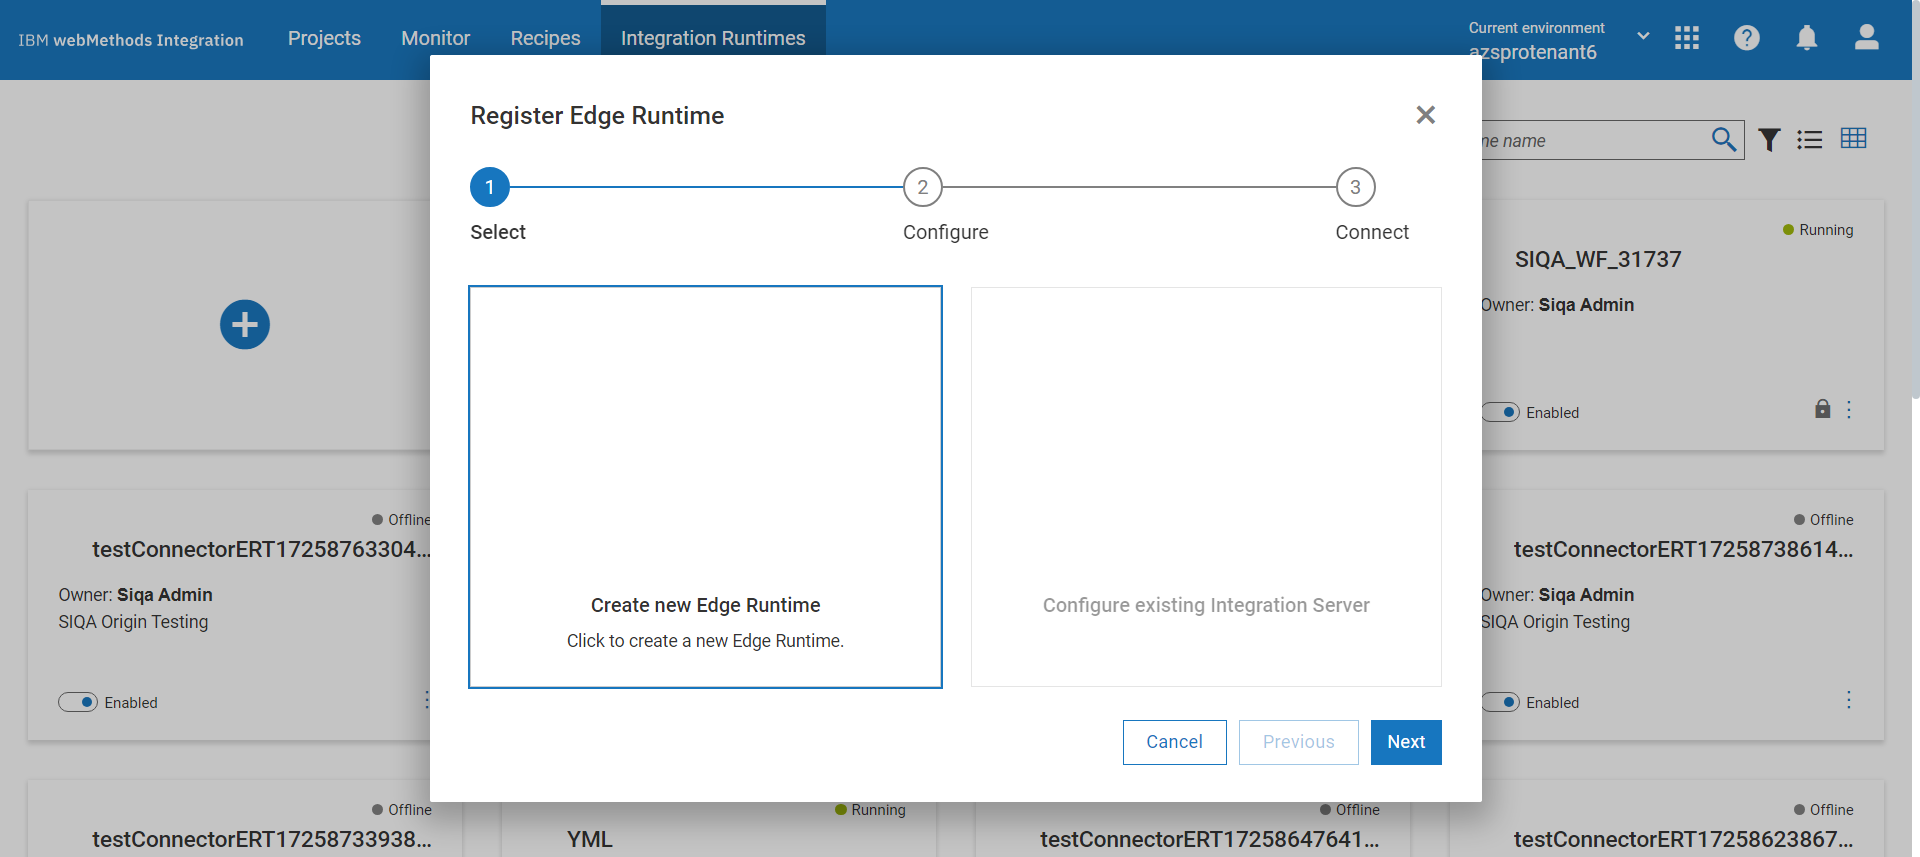 IBM webMethods Integration
Projects
Monitor
Recipes
Integration Runtimes
Current environment
azsprotenant6
Register Edge Runtime
me name
1
2
3
Select
Configure
Connect
Running
SIQA_WF_31737
Owner: Siqa Admin
Enabled
Create new Edge Runtime
Click to create a new Edge Runtime.
Configure existing Integration Server
Cancel
Previous
Next
Offline
testConnectorERT17258763304...
Owner: Siqa Admin
SIQA Origin Testing
Enabled
Offline
testConnectorERT17258738614...
Owner: Siqa Admin
SIQA Origin Testing
Enabled
Offline
testConnectorERT17258733938...
Running
YML
Offline
testConnectorERT17258647641...
Offline
testConnectorERT17258623867...